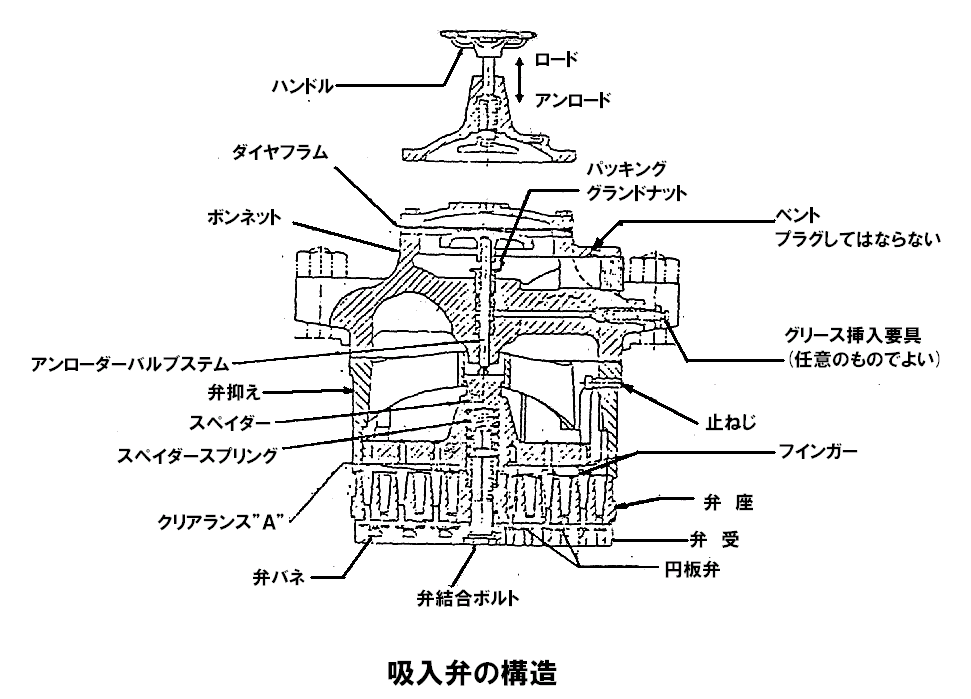 ハンドル
ロード
アンロード
ダイヤフラム
パッキング
グランドナット
ボンネット
ベント
プラグしてはならない
グリース挿入要具
(任意のものでよい)
アンローダーバルブステム
弁抑え
スペイダー
止ねじ
スペイダースプリング
フインガー
クリアランス"A"
弁 座
弁 受
弁バネ
円板弁
弁結合ボルト
吸入弁の構造